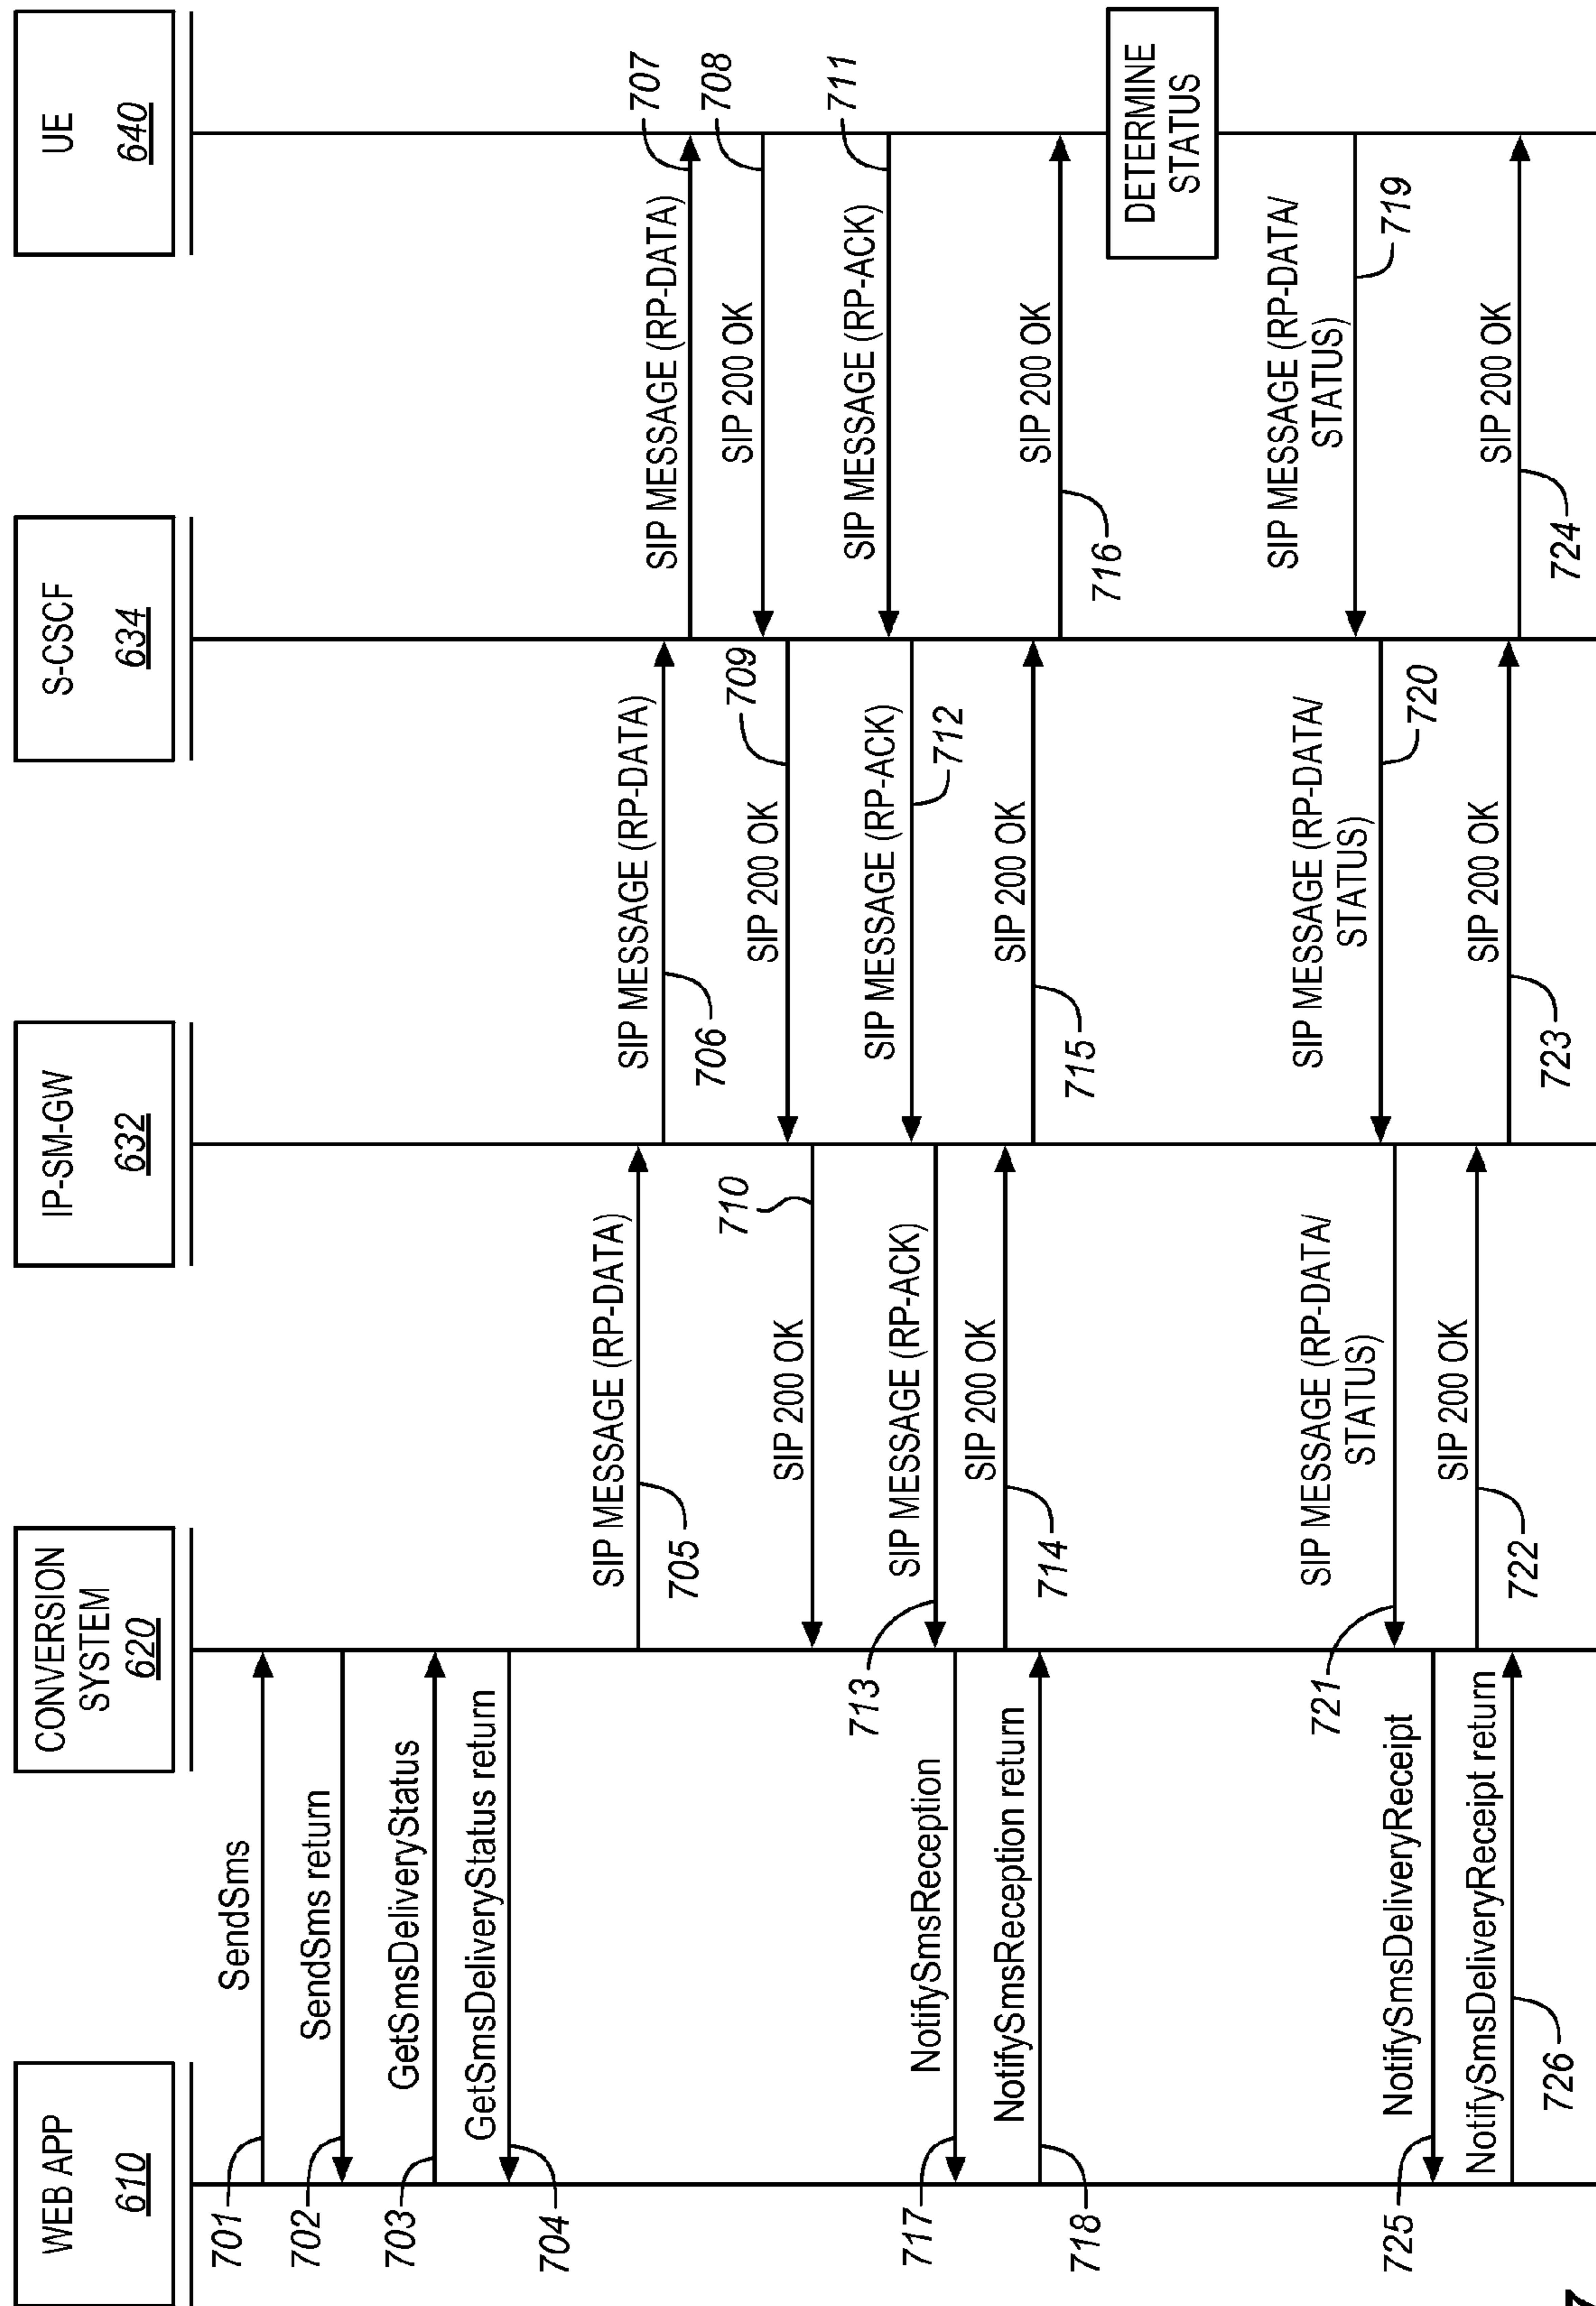 WEB APP
610
CONVERSION
SYSTEM
620
IP-SM-GW
632
S-CSCF
634
UE
640
701
SendSms
702
SendSms return
703
GetSmsDeliveryStatus
GetSmsDeliveryStatus return
704
SIP MESSAGE (RP-DATA)
705
SIP MESSAGE (RP-DATA)
706
SIP MESSAGE (RP-DATA)
707
SIP 200 OK
708
SIP 200 OK
709
SIP 200 OK
710
SIP MESSAGE (RP-ACK)
711
SIP MESSAGE (RP-ACK)
712
SIP MESSAGE (RP-ACK)
713
SIP 200 OK
714
SIP 200 OK
715
SIP 200 OK
716
717
NotifySmsReception
NotifySmsReception return
718
DETERMINE
STATUS
SIP MESSAGE (RP-DATA/
STATUS)
719
SIP MESSAGE (RP-DATA/
STATUS)
720
SIP MESSAGE (RP-DATA/
STATUS)
721
SIP 200 OK
722
SIP 200 OK
723
SIP 200 OK
724
725
NotifySmsDeliveryReceipt
NotifySmsDeliveryReceipt return
726
7